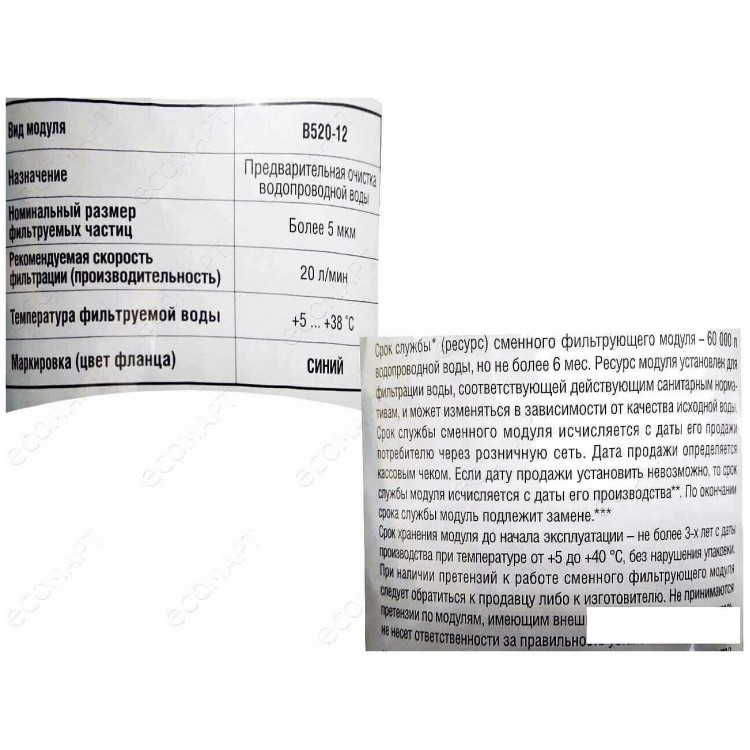 Вид модуля
В520-12
Назначение
Предварительная очистка
водопроводной воды
Номинальный размер
фильтруемых частиц
Более 5 мкм
Рекомендуемая скорость
фильтрации (производительность)
20 л/мин
Температура фильтруемой воды
+5 ... +38 °С
Маркировка (цвет фланца)
СИНИЙ
Срок службы* (ресурс) сменного фильтрующего модуля – 60 000 л
водопроводной воды, но не более 6 мес. Ресурс модуля установлен для
фильтрации воды, соответствующей действующим санитарным норма-
тивам, и может изменяться в зависимости от качества исходной воды.
Срок службы сменного модуля исчисляется с даты его продажи
потребителю через розничную сеть. Дата продажи определяется
кассовым чеком. Если дату продажи установить невозможно, то срок
службы модуля исчисляется с даты его производства**. По окончании
срока службы модуль подлежит замене.***
Срок хранения модуля до начала эксплуатации – не более 3-х лет с даты
производства при температуре от +5 до +40 °С, без нарушения упаковки.
При наличии претензий к работе сменного фильтрующего модуля
следует обратиться к продавцу либо к изготовителю. Не принимаются
претензии по модулям, имеющим внеш
не несет ответственности за правильность
ECOMAPT
ECOMAPT
ECOMAPT
ECOMAPT